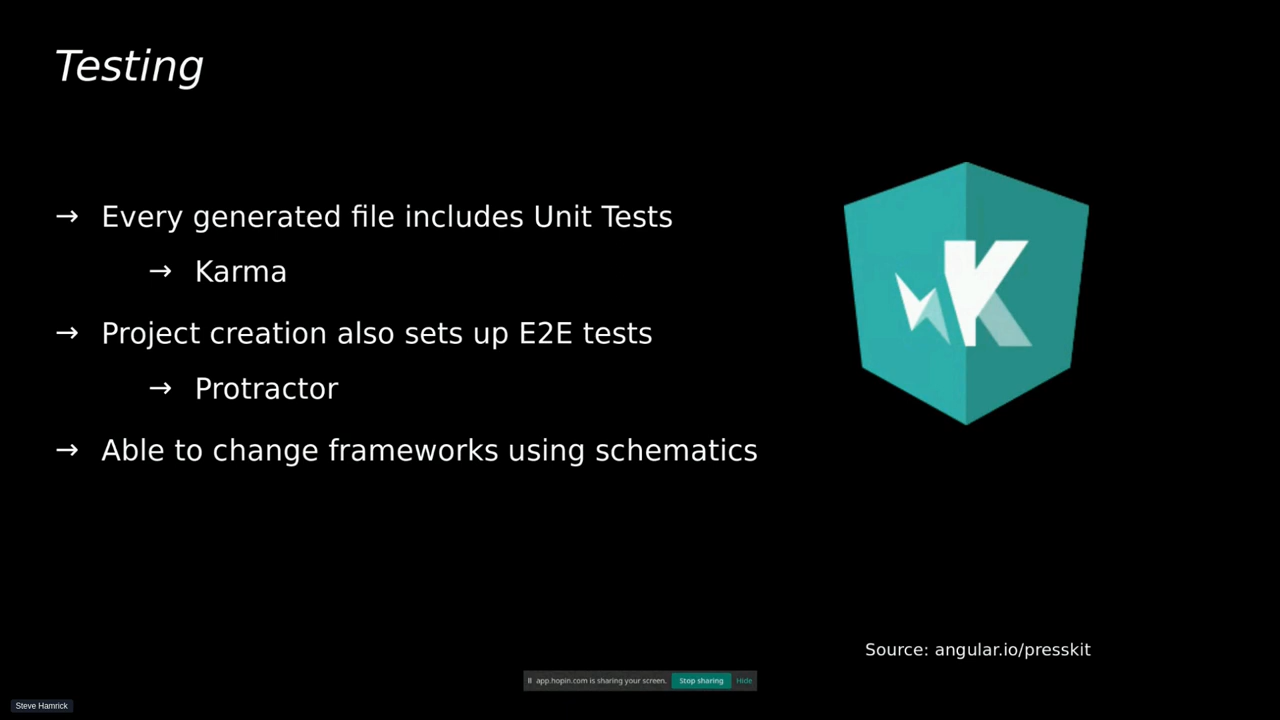 Testing
→ Every generated file includes Unit Tests
→ Karma
→ Project creation also sets up E2E tests
→ Protractor
→ Able to change frameworks using schematics
K
Source: angular.io/presskit
app.hopin.com is sharing your screen. Stop sharing Hide
Steve Hamrick